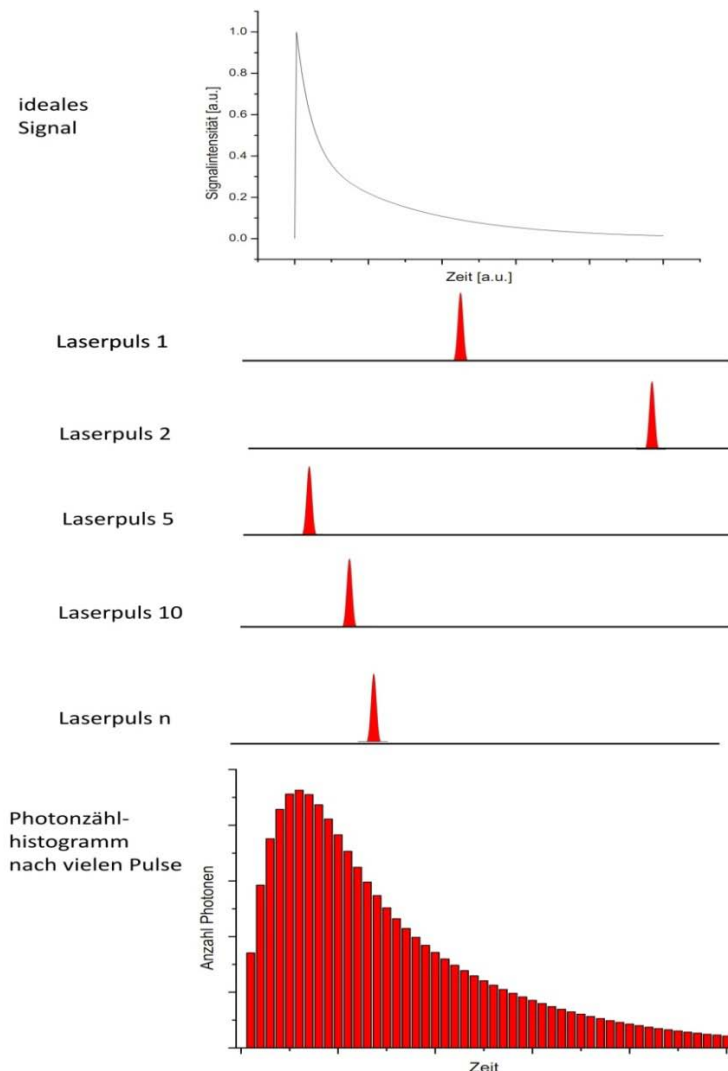 ideales
Signal
Signalintensität [a.u.]
1.0
0.8
0.6
0.4
0.2
0.0
Zeit [a.u.]
Laserpuls 1
Laserpuls 2
Laserpuls 5
Laserpuls 10
Laserpuls n
Photonzähl-
histogramm
nach vielen Pulse
Anzahl Photonen
Zeit